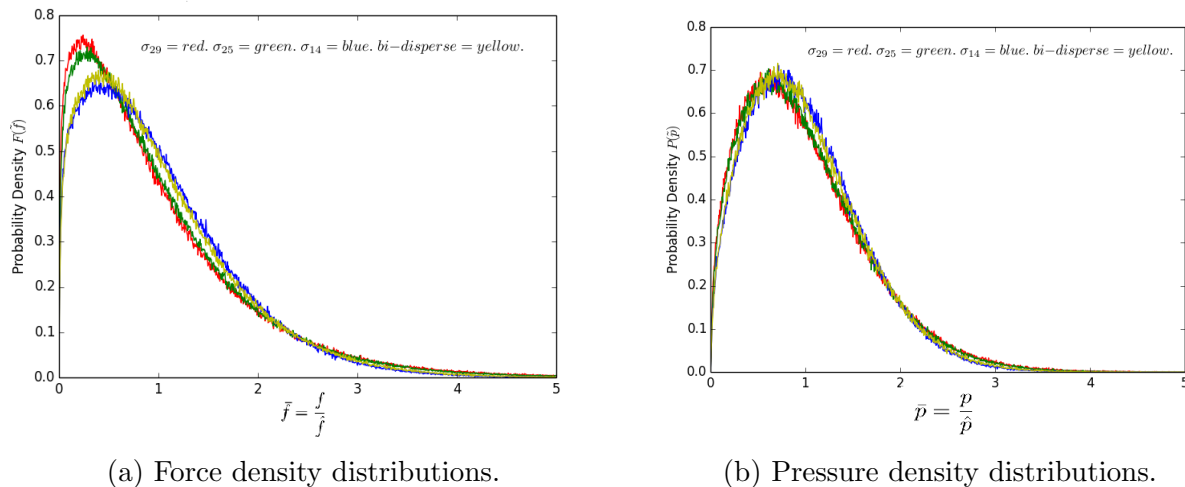 0.8
0.7
0.6
0.5
0.4
0.3
0.2
0.1
0.0
0 1 2 3 4 5
Probability Density F(f̃)
σ29 = red. σ25 = green. σ14 = blue. bi−disperse = yellow.
f̄ = f / f̂
(a) Force density distributions.
0.8
0.7
0.6
0.5
0.4
0.3
0.2
0.1
0.0
0 1 2 3 4 5
Probability Density P(p̃)
σ29 = red. σ25 = green. σ14 = blue. bi−disperse = yellow.
p̄ = p / p̂
(b) Pressure density distributions.